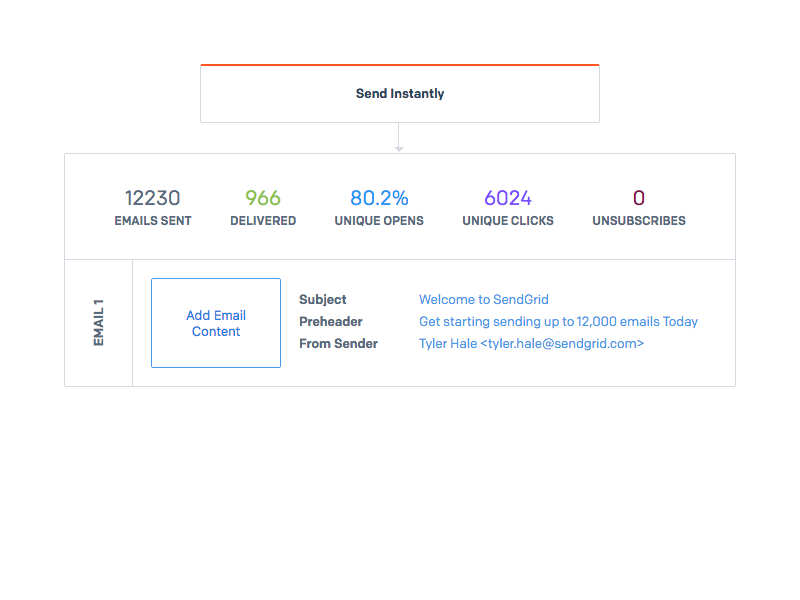 Send Instantly
12230 966 80.2% 6024 0
EMAILS SENT DELIVERED UNIQUE OPENS UNIQUE CLICKS UNSUBSCRIBES
EMAIL 1
Add Email
Content
Subject Welcome to SendGrid
Preheader Get starting sending up to 12,000 emails Today
From Sender Tyler Hale <tyler.hale@sendgrid.com>